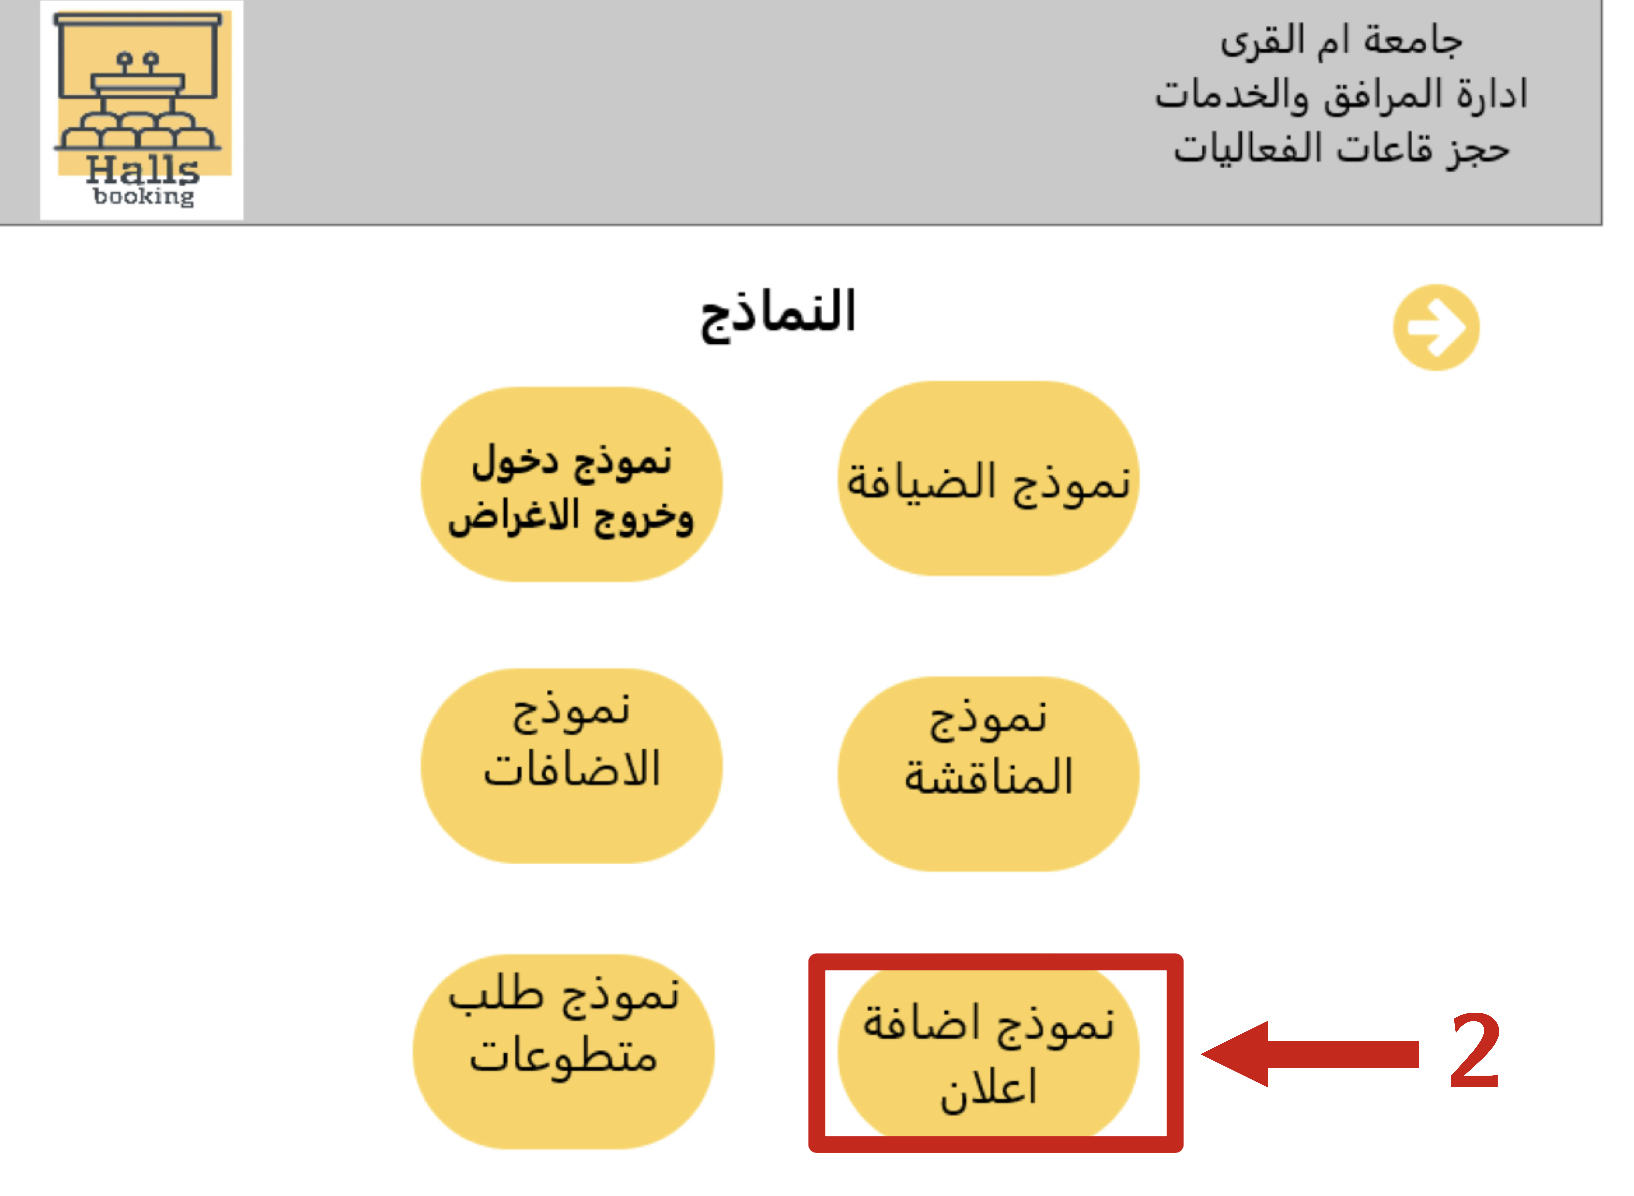 جامعة ام القرى
ادارة المرافق والخدمات
حجز قاعات الفعاليات
Halls
booking
النماذج
نموذج الضيافة
نموذج دخول
وخروج الاغراض
نموذج
المناقشة
نموذج
الاضافات
نموذج اضافة
اعلان
2
نموذج طلب
متطوعات